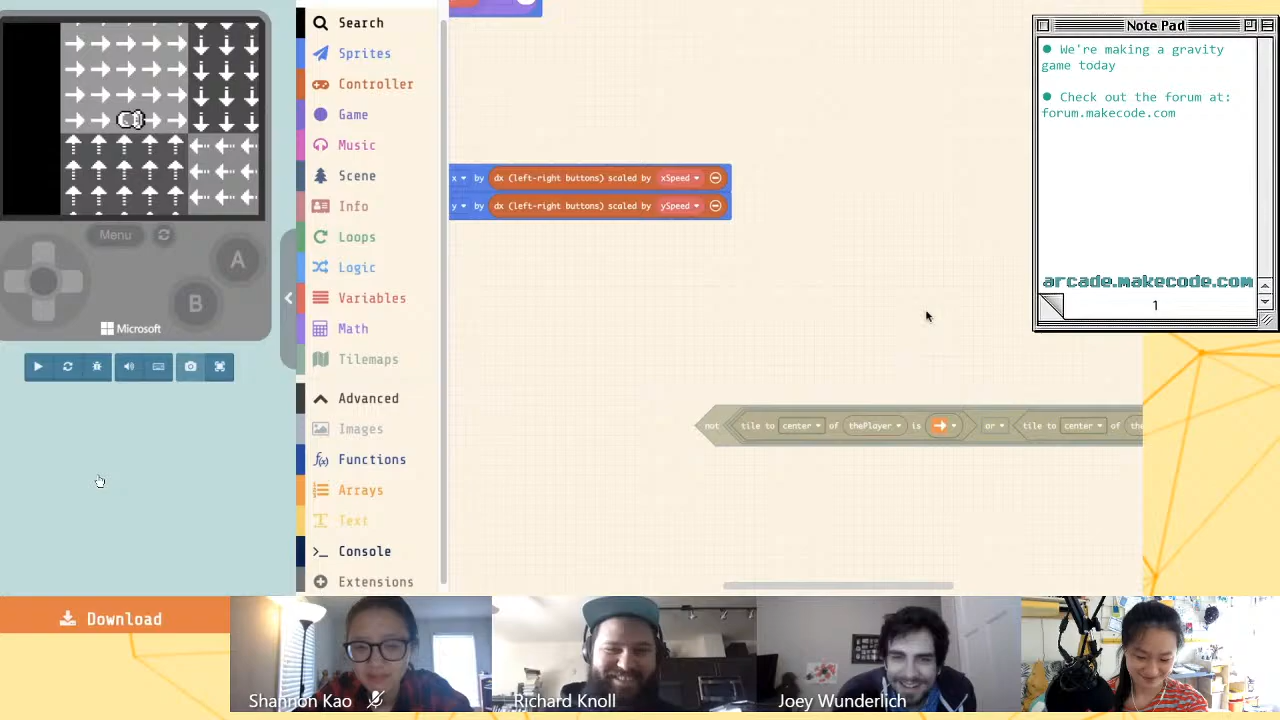 Menu
A
B
Microsoft
Download
Search
Sprites
Controller
Game
Music
Scene
Info
Loops
Logic
Variables
Math
Tilemaps
Advanced
Images
Functions
Arrays
Text
Console
Extensions
x by dx (left-right buttons) scaled by xSpeed
y by dx (left-right buttons) scaled by ySpeed
not tile to center of thePlayer is or tile to center of the
Note Pad
We're making a gravity
game today
Check out the forum at:
forum.makecode.com
arcade.makecode.com
1
Shannon Kao
Richard Knoll
Joey Wunderlich